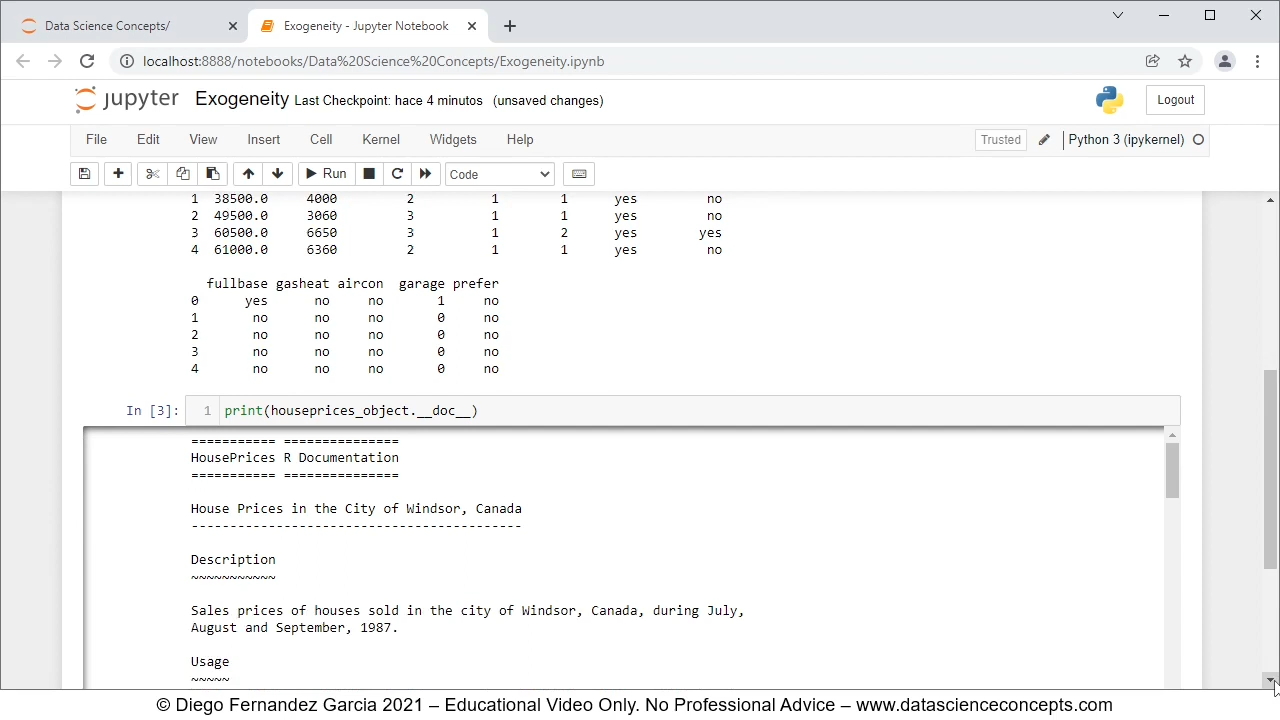 Data Science Concepts/
Exogeneity - Jupyter Notebook
localhost:8888/notebooks/Data%20Science%20Concepts/Exogeneity.ipynb
jupyter Exogeneity Last Checkpoint: hace 4 minutos (unsaved changes)
Logout
File Edit View Insert Cell Kernel Widgets Help
Trusted
Python 3 (ipykernel)
Run
Code
1 38500.0 4000 2 1 1 yes no
2 49500.0 3060 3 1 1 yes no
3 60500.0 6650 3 1 2 yes yes
4 61000.0 6360 2 1 1 yes no
fullbase gasheat aircon garage prefer
0 yes no no 1 no
1 no no no 0 no
2 no no no 0 no
3 no no no 0 no
4 no no no 0 no
In [3]: 1 print(houseprices_object.__doc__)
=========== ===============
HousePrices R Documentation
=========== ===============
House Prices in the City of Windsor, Canada
-------------------------------------------
Description
~~~~~~~~~~~
Sales prices of houses sold in the city of Windsor, Canada, during July,
August and September, 1987.
Usage
~~~~~
© Diego Fernandez Garcia 2021 – Educational Video Only. No Professional Advice – www.datascienceconcepts.com